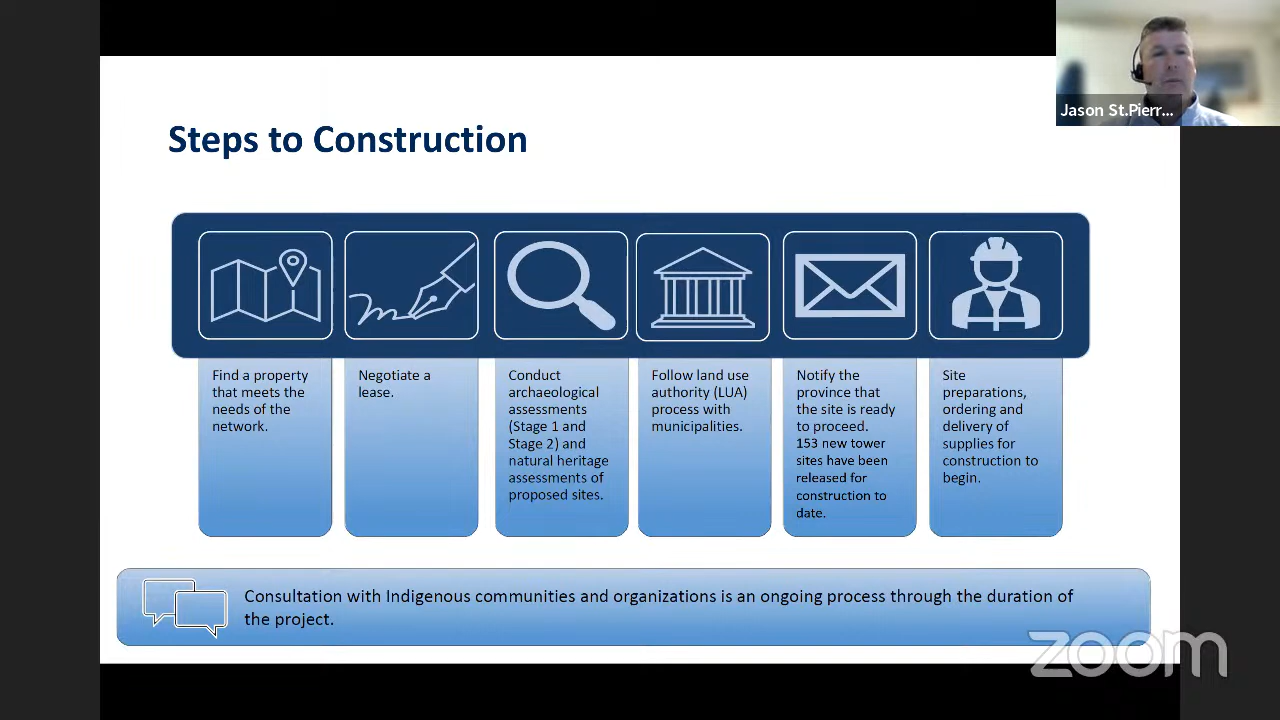 Jason St.Pierr...
Steps to Construction
Find a property
that meets the
needs of the
network.
Negotiate a
lease.
Conduct
archaeological
assessments
(Stage 1 and
Stage 2) and
natural heritage
assessments of
proposed sites.
Follow land use
authority (LUA)
process with
municipalities.
Notify the
province that
the site is ready
to proceed.
153 new tower
sites have been
released for
construction to
date.
Site
preparations,
ordering and
delivery of
supplies for
construction to
begin.
Consultation with Indigenous communities and organizations is an ongoing process through the duration of
the project.
zoom